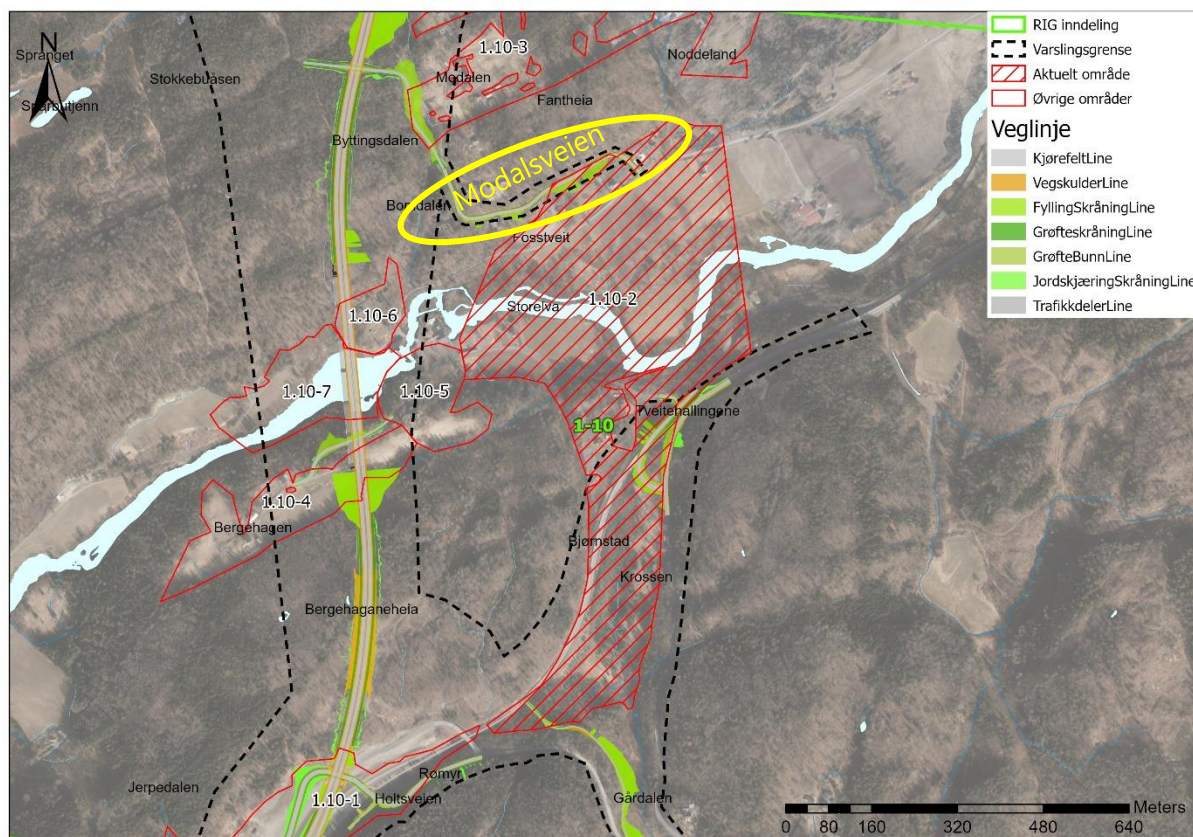 RIG inndeling
Varslingsgrense
Aktuelt område
Øvrige områder
Veglinje
KjørefeltLine
VegskulderLine
FyllingSkråningLine
GrøfteskråningLine
GrøfteBunnLine
JordskjæringSkråningLine
TrafikkdelerLine
N
Spranget
Stokkebuåsen
1.10-3
Noddeland
Modalen
Fantheia
Byttingsdalen
Modalsveien
Fosstveit
Storelva
1.10-2
1.10-6
1.10-7
1.10-5
Tveitehallingane
1-10
1.10-4
Bergehagen
Bjørnstad
Krossen
Bergehaganeheia
Jerpedalen
1.10-1
Holtsveien
Rømyr
Gårdalen
Meters
0 80 160 320 480 640